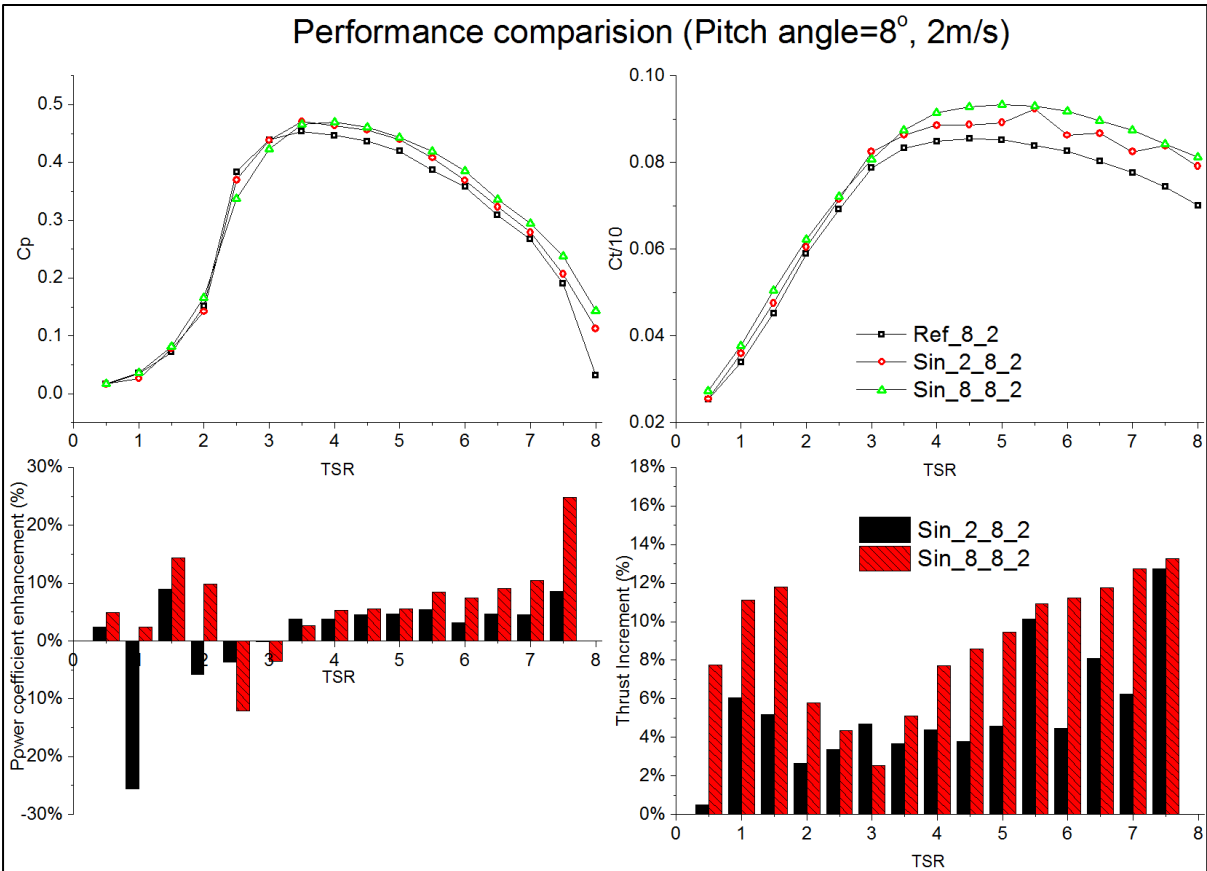 Performance comparision (Pitch angle=8°, 2m/s)
0.5
0.4
0.3
0.2
0.1
0.0
Cp
0 1 2 3 4 5 6 7 8
TSR
0.10
0.08
0.06
0.04
0.02
Ct/10
Ref_8_2
Sin_2_8_2
Sin_8_8_2
0 1 2 3 4 5 6 7 8
TSR
30%
20%
10%
0%
10%
-20%
-30%
Power coefficient enhancement (%)
0 1 2 3 4 5 6 7 8
TSR
18%
16%
14%
12%
10%
8%
6%
4%
2%
0%
Thrust Increment (%)
Sin_2_8_2
Sin_8_8_2
0 1 2 3 4 5 6 7 8
TSR